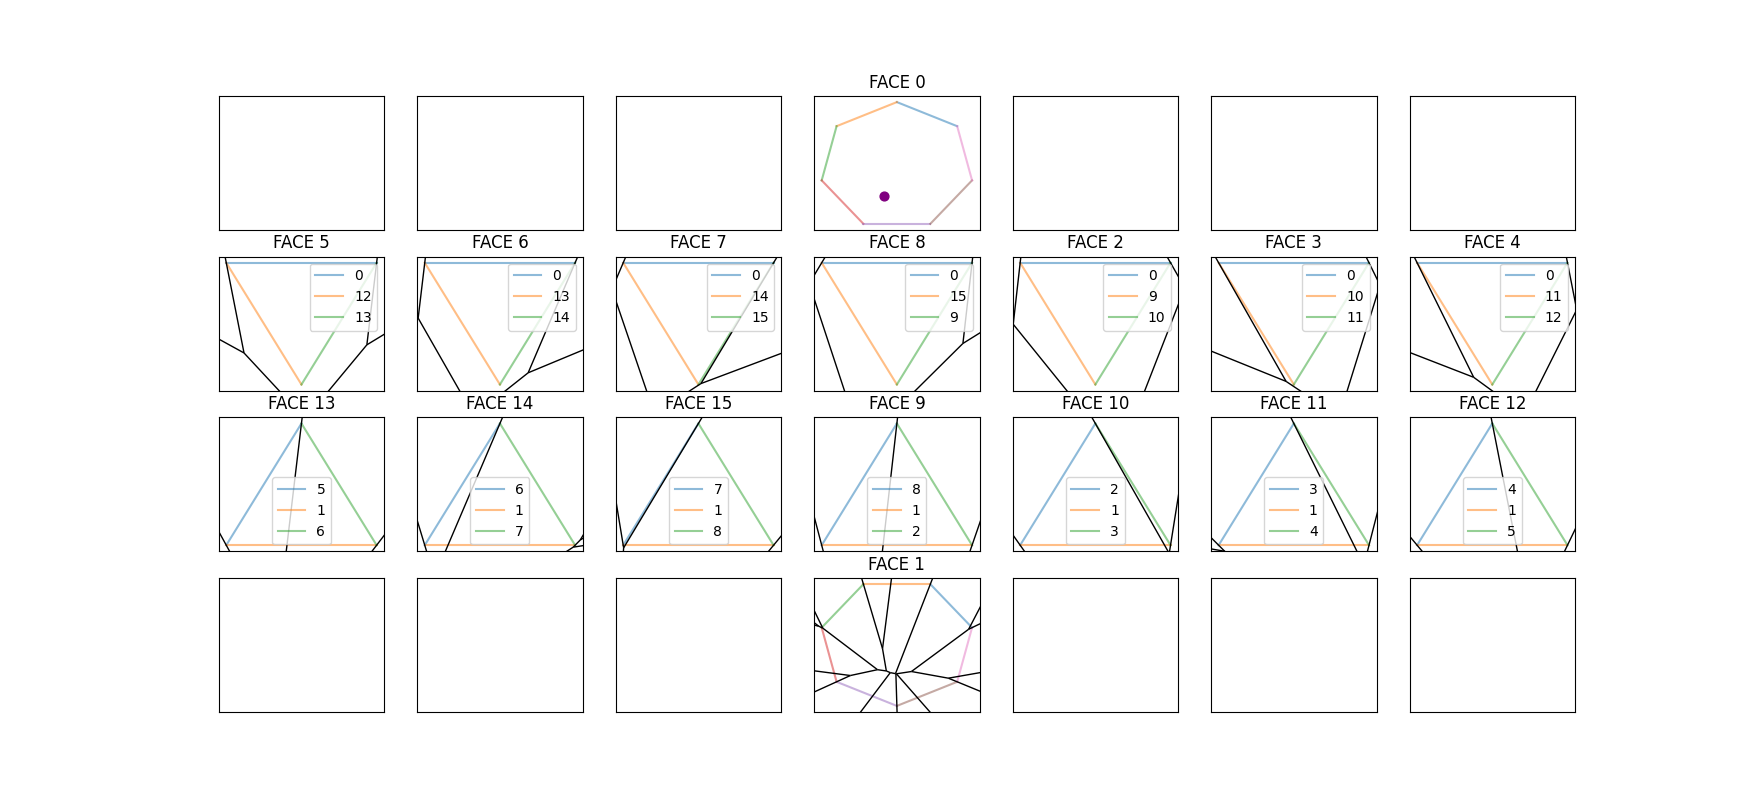 FACE 0
FACE 5 FACE 6 FACE 7 FACE 8 FACE 2 FACE 3 FACE 4
0 0 0 0 0 0 0
12 13 14 15 9 10 11
13 14 15 9 10 11 12
FACE 13 FACE 14 FACE 15 FACE 9 FACE 10 FACE 11 FACE 12
5 6 7 8 2 3 4
1 1 1 1 1 1 1
6 7 8 2 3 4 5
FACE 1